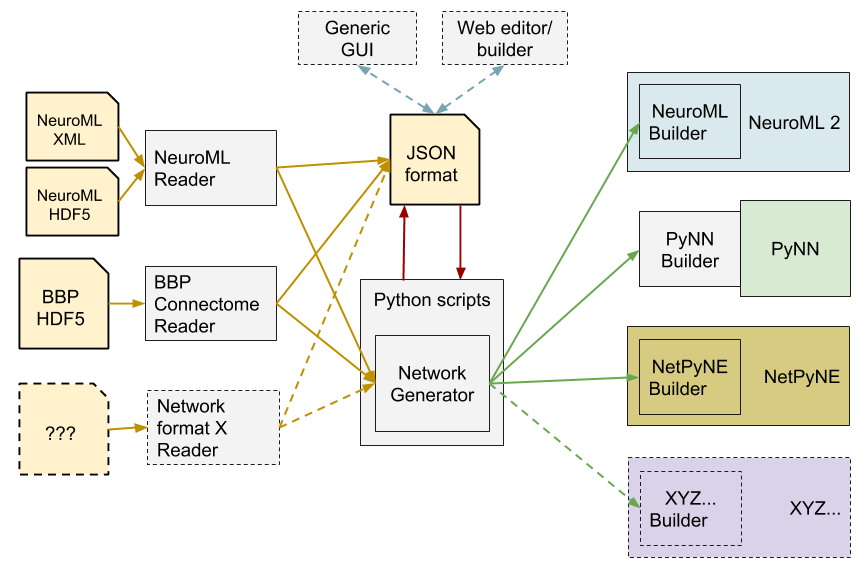 Generic
GUI
Web editor/
builder
NeuroML
XML
NeuroML
HDF5
NeuroML
Reader
JSON
format
NeuroML
Builder
NeuroML 2
BBP
HDF5
BBP
Connectome
Reader
Python scripts
Network
Generator
PyNN
Builder
PyNN
NetPyNE
Builder
NetPyNE
???
Network
format X
Reader
XYZ...
Builder
XYZ...